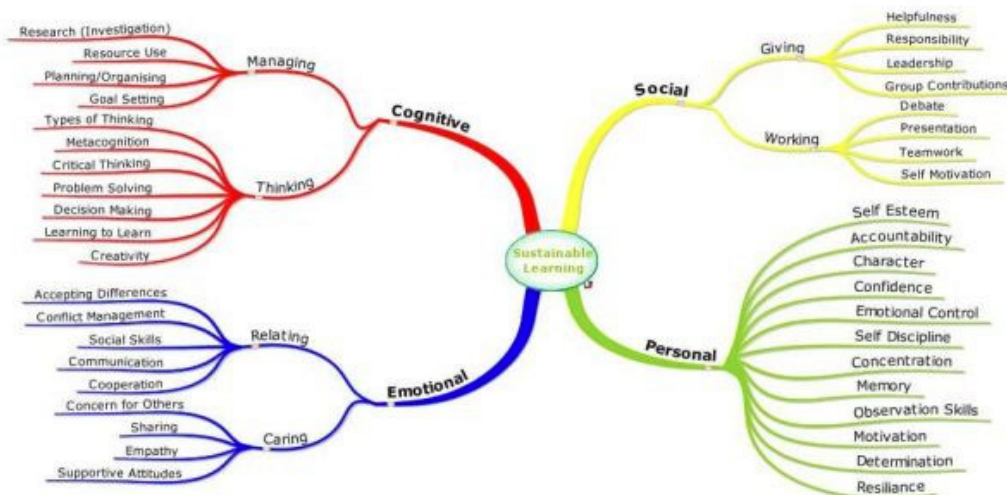 Sustainable
Learning
Cognitive
Managing
Research (Investigation)
Resource Use
Planning/Organising
Goal Setting
Thinking
Types of Thinking
Metacognition
Critical Thinking
Problem Solving
Decision Making
Learning to Learn
Creativity
Emotional
Relating
Accepting Differences
Conflict Management
Social Skills
Communication
Cooperation
Caring
Concern for Others
Sharing
Empathy
Supportive Attitudes
Social
Giving
Helpfulness
Responsibility
Leadership
Group Contributions
Working
Debate
Presentation
Teamwork
Self Motivation
Personal
Self Esteem
Accountability
Character
Confidence
Emotional Control
Self Discipline
Concentration
Memory
Observation Skills
Motivation
Determination
Resiliance